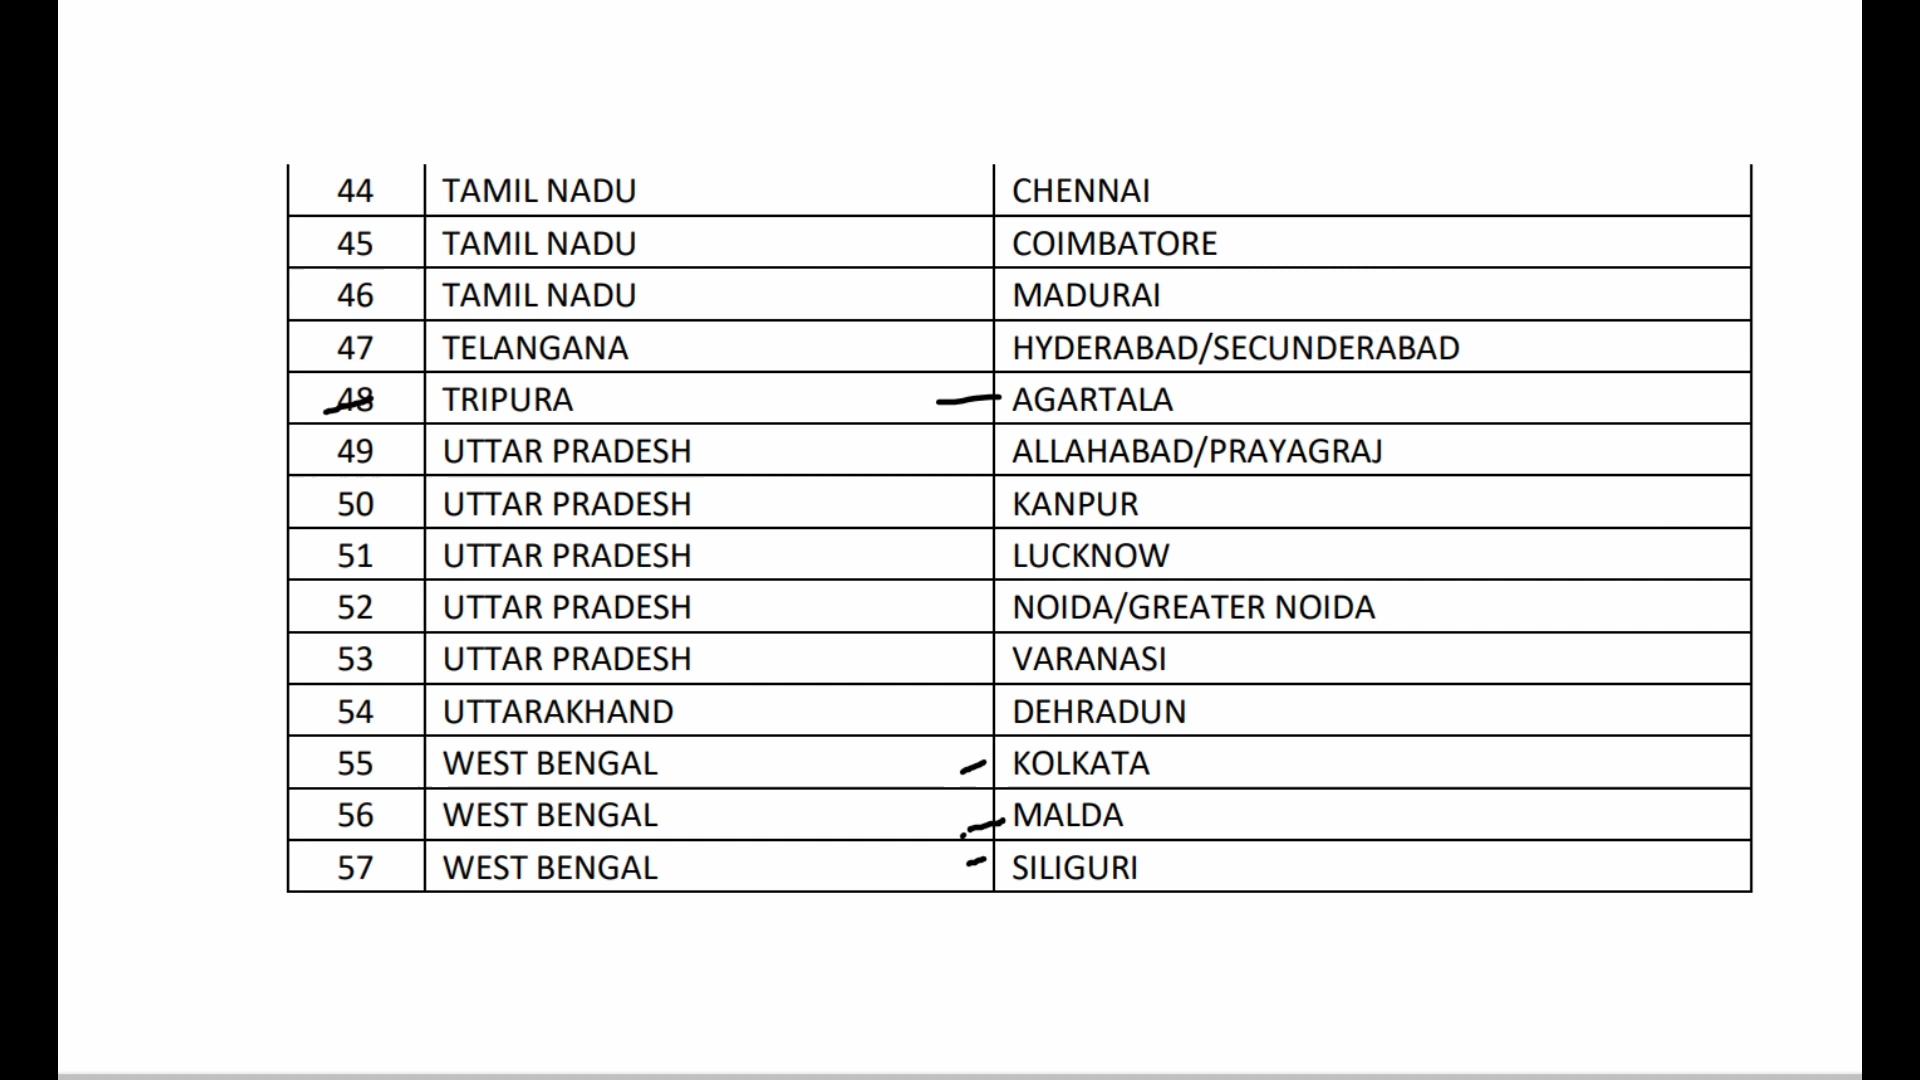 44 TAMIL NADU CHENNAI
45 TAMIL NADU COIMBATORE
46 TAMIL NADU MADURAI
47 TELANGANA HYDERABAD/SECUNDERABAD
48 TRIPURA AGARTALA
49 UTTAR PRADESH ALLAHABAD/PRAYAGRAJ
50 UTTAR PRADESH KANPUR
51 UTTAR PRADESH LUCKNOW
52 UTTAR PRADESH NOIDA/GREATER NOIDA
53 UTTAR PRADESH VARANASI
54 UTTARAKHAND DEHRADUN
55 WEST BENGAL KOLKATA
56 WEST BENGAL MALDA
57 WEST BENGAL SILIGURI